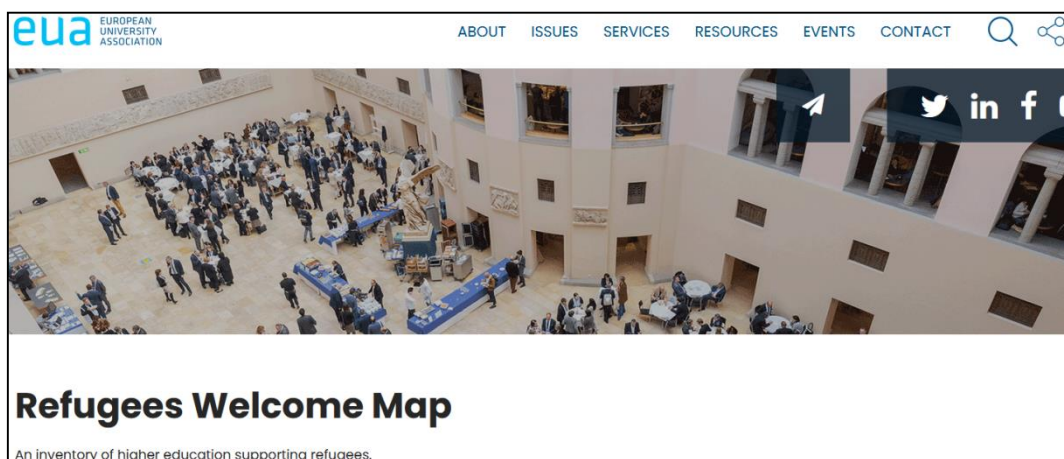 eua EUROPEAN
UNIVERSITY
ASSOCIATION
ABOUT ISSUES SERVICES RESOURCES EVENTS CONTACT
in f
Refugees Welcome Map
An inventory of higher education supporting refugees.